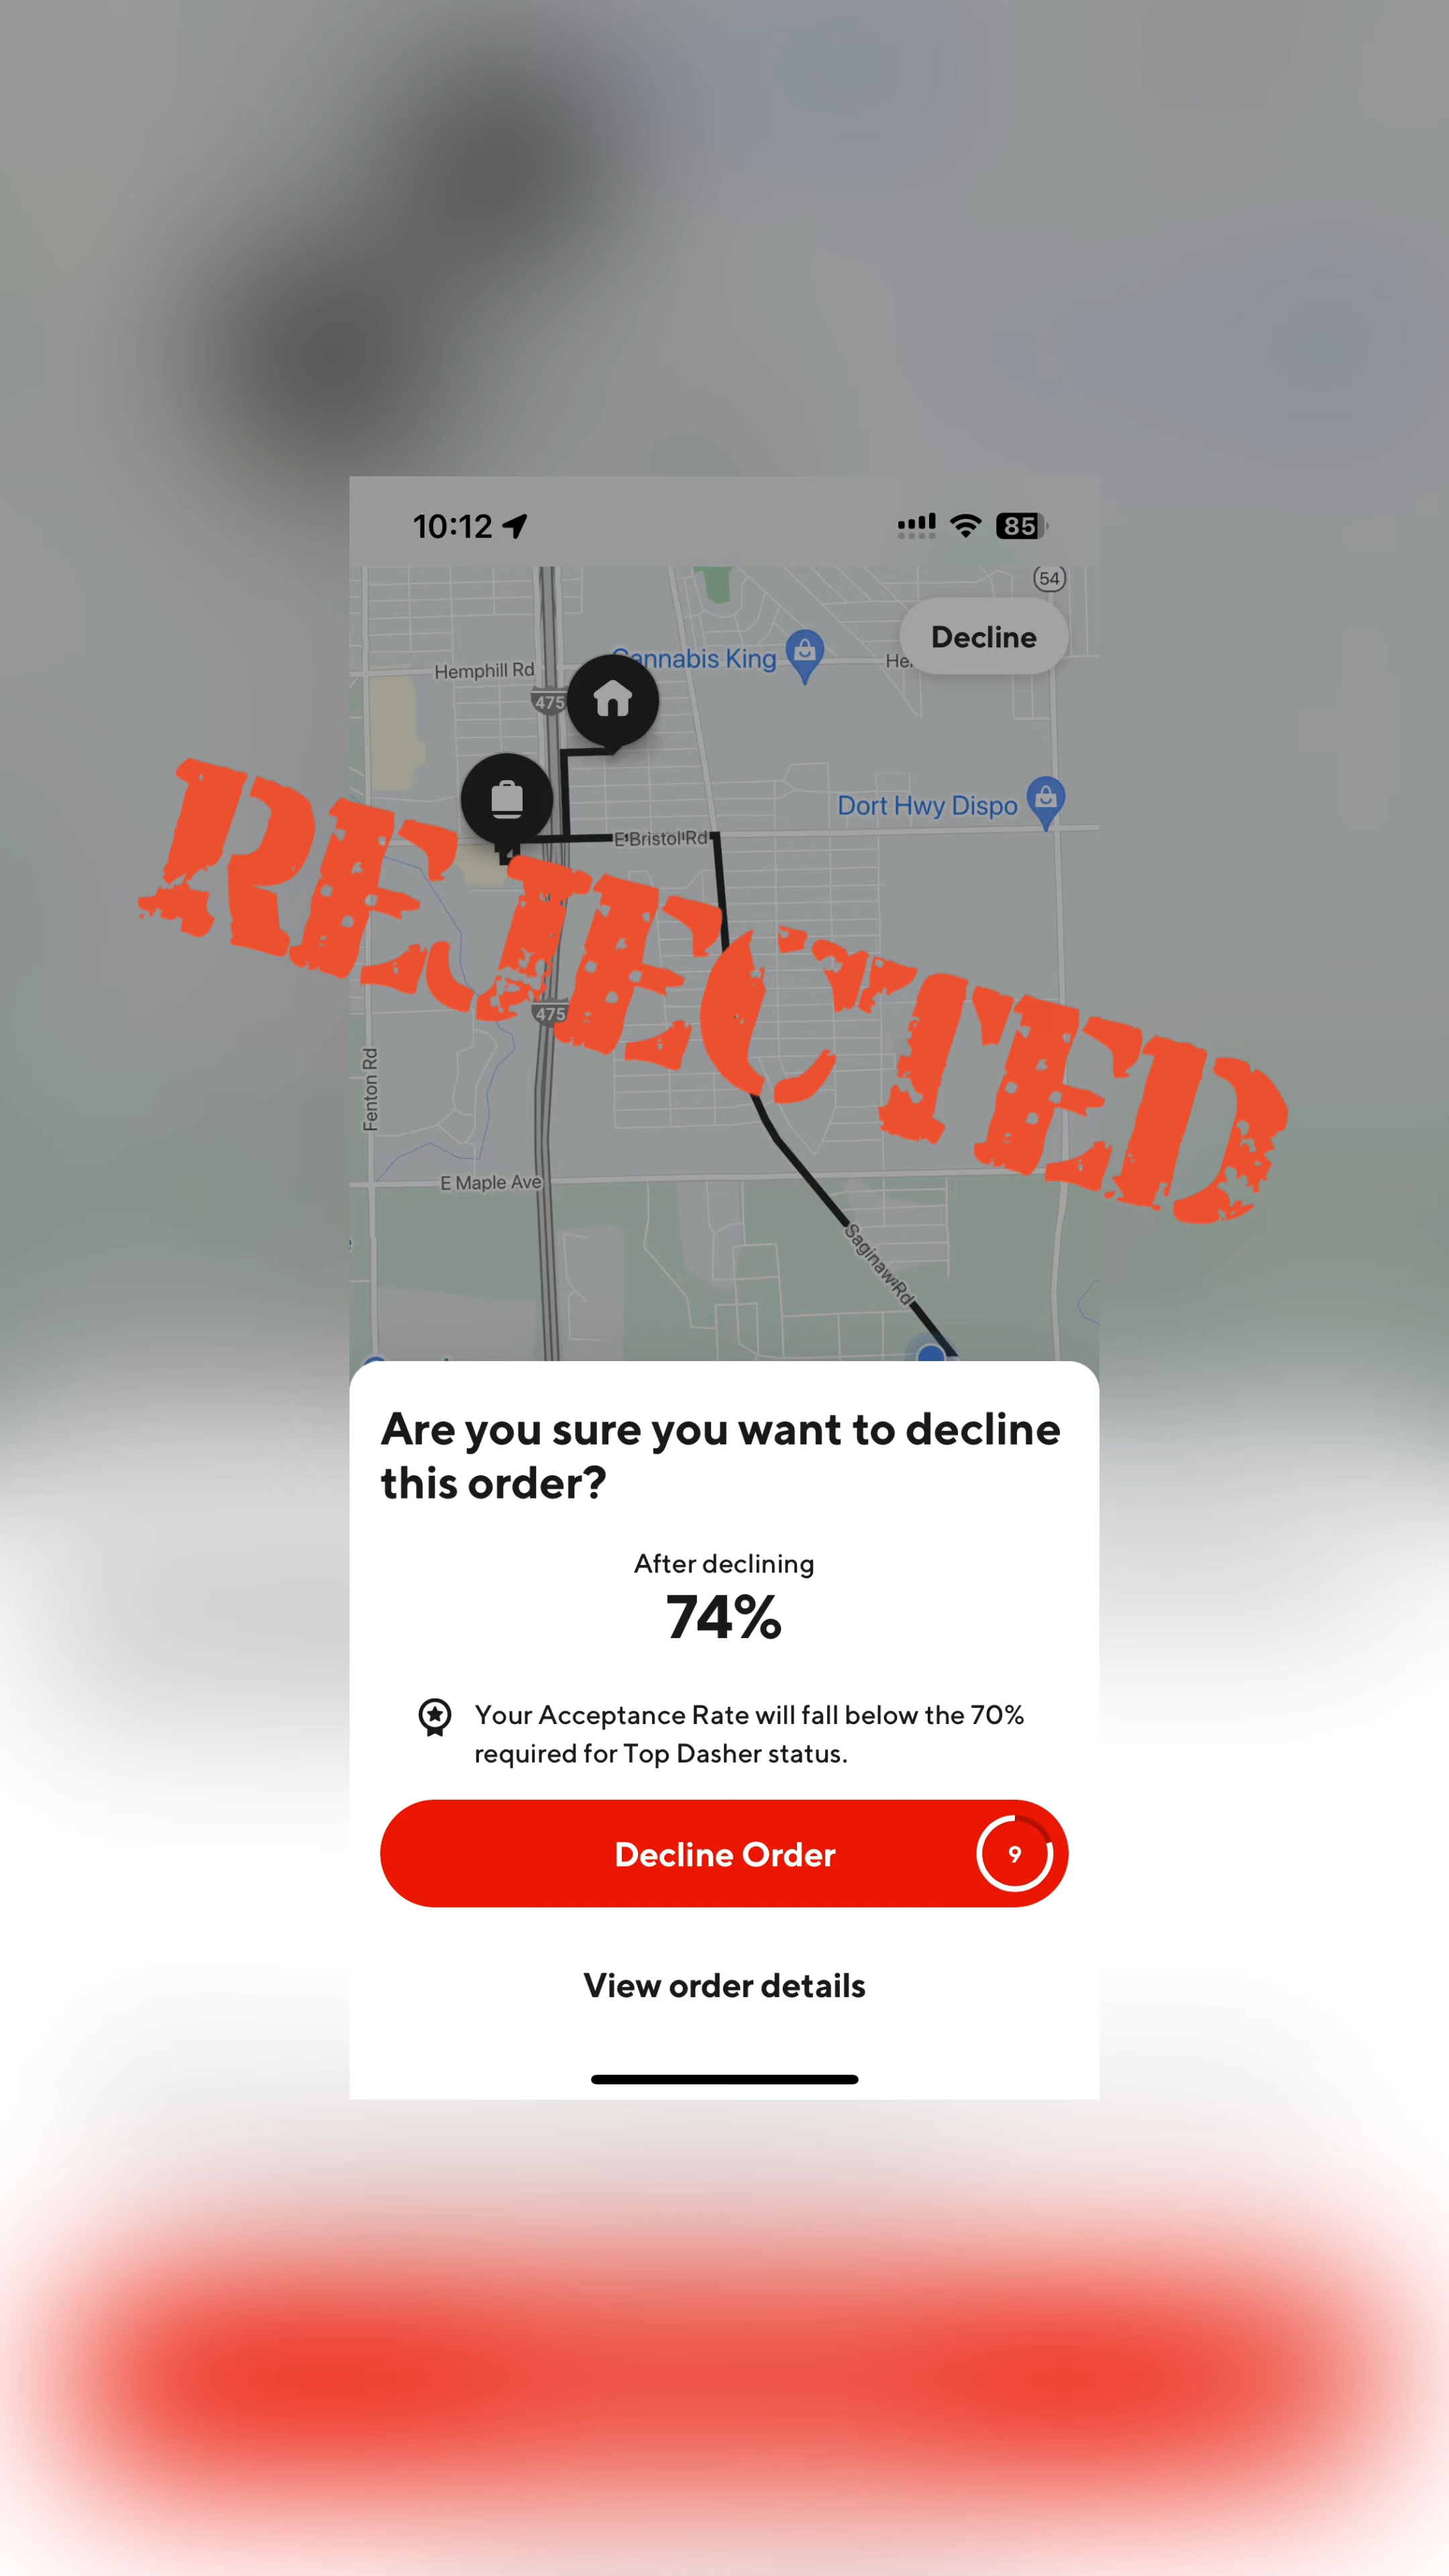 10:12
85
54
Decline
Cannabis King
Hemphill Rd
475
Dort Hwy Dispo
E Bristol Rd
REJECTED
475
Fenton Rd
E Maple Ave
Saginaw Rd
Are you sure you want to decline
this order?
After declining
74%
Your Acceptance Rate will fall below the 70%
required for Top Dasher status.
Decline Order
9
View order details